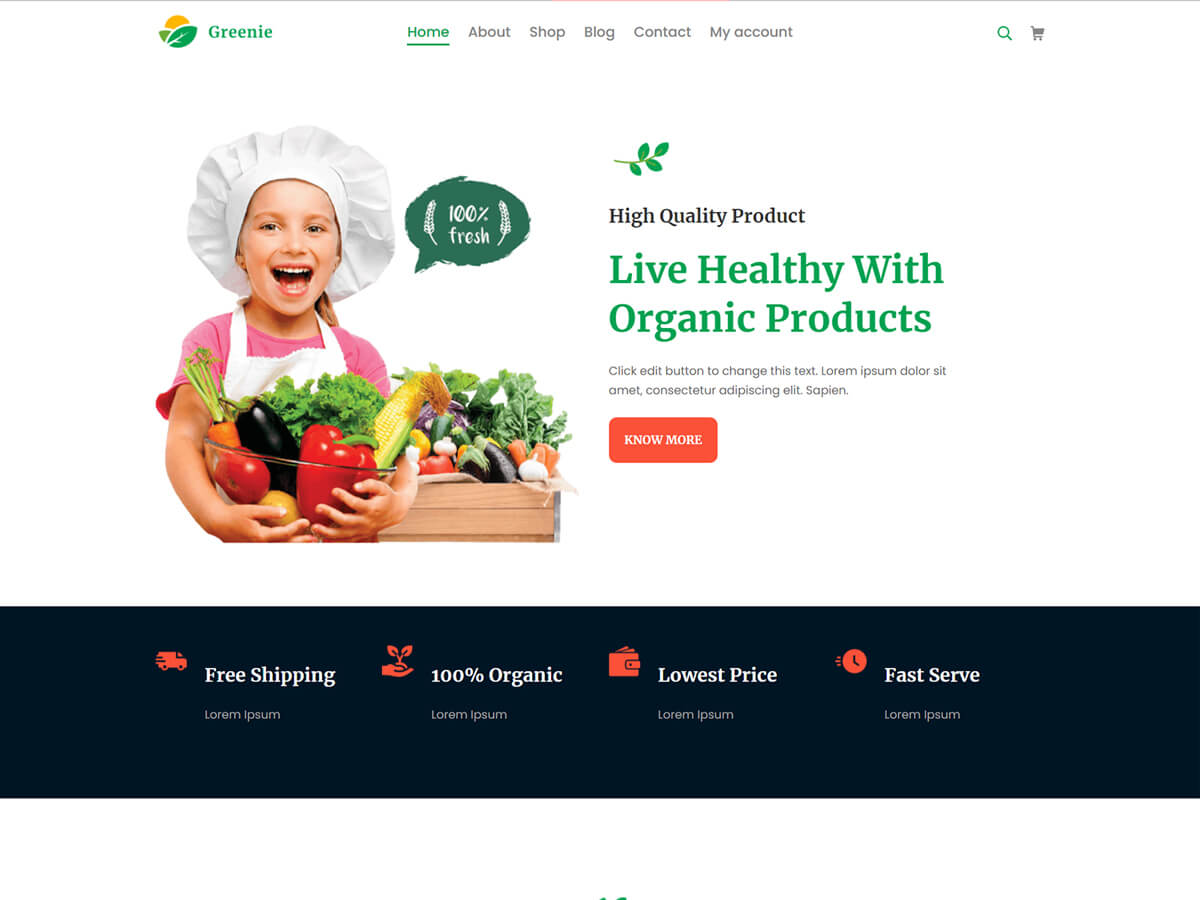 Greenie
Home About Shop Blog Contact My account
100%
fresh
High Quality Product
Live Healthy With
Organic Products
Click edit button to change this text. Lorem ipsum dolor sit
amet, consectetur adipiscing elit. Sapien.
KNOW MORE
Free Shipping
Lorem Ipsum
100% Organic
Lorem Ipsum
Lowest Price
Lorem Ipsum
Fast Serve
Lorem Ipsum